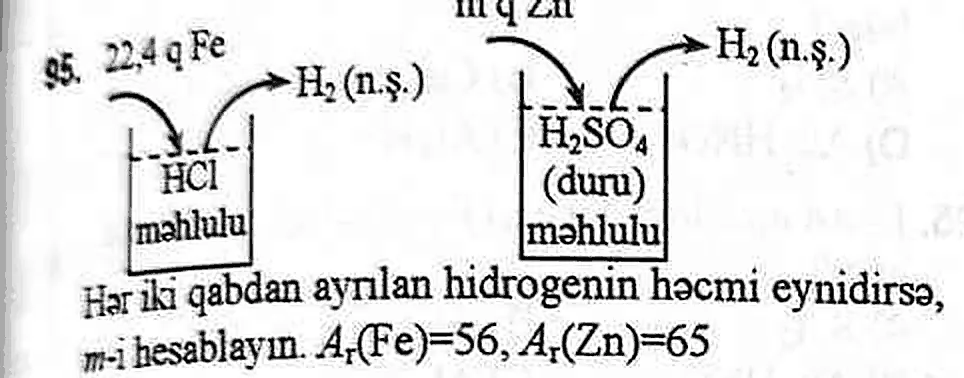 m q Zn
95. 22,4 q Fe
H₂ (n.ş.)
H₂ (n.ş.)
HCl
məhlulu
H₂SO₄
(duru)
məhlulu
Hər iki qabdan ayrılan hidrogenin həcmi eynidirsə,
m-i hesablayın. Aᵣ(Fe)=56, Aᵣ(Zn)=65